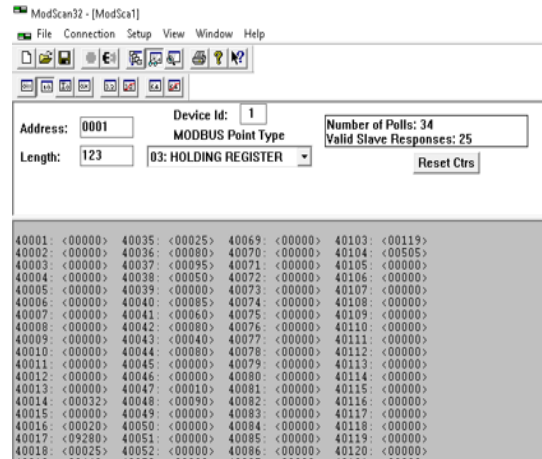 ModScan32 - [ModSca1]
File Connection Setup View Window Help
Address: 0001
Device Id: 1
MODBUS Point Type
Number of Polls: 34
Valid Slave Responses: 25
Length: 123
03: HOLDING REGISTER
Reset Ctrs
40001: <00000> 40035: <00025> 40069: <00000> 40103: <00119>
40002: <00000> 40036: <00080> 40070: <00000> 40104: <00505>
40003: <00000> 40037: <00095> 40071: <00000> 40105: <00000>
40004: <00000> 40038: <00050> 40072: <00000> 40106: <00000>
40005: <00000> 40039: <00000> 40073: <00000> 40107: <00000>
40006: <00000> 40040: <00085> 40074: <00000> 40108: <00000>
40007: <00000> 40041: <00060> 40075: <00000> 40109: <00000>
40008: <00000> 40042: <00080> 40076: <00000> 40110: <00000>
40009: <00000> 40043: <00040> 40077: <00000> 40111: <00000>
40010: <00000> 40044: <00080> 40078: <00000> 40112: <00000>
40011: <00000> 40045: <00000> 40079: <00000> 40113: <00000>
40012: <00000> 40046: <00000> 40080: <00000> 40114: <00000>
40013: <00000> 40047: <00010> 40081: <00000> 40115: <00000>
40014: <00032> 40048: <00090> 40082: <00000> 40116: <00000>
40015: <00000> 40049: <00000> 40083: <00000> 40117: <00000>
40016: <00020> 40050: <00000> 40084: <00000> 40118: <00000>
40017: <09280> 40051: <00000> 40085: <00000> 40119: <00000>
40018: <00025> 40052: <00000> 40086: <00000> 40120: <00000>